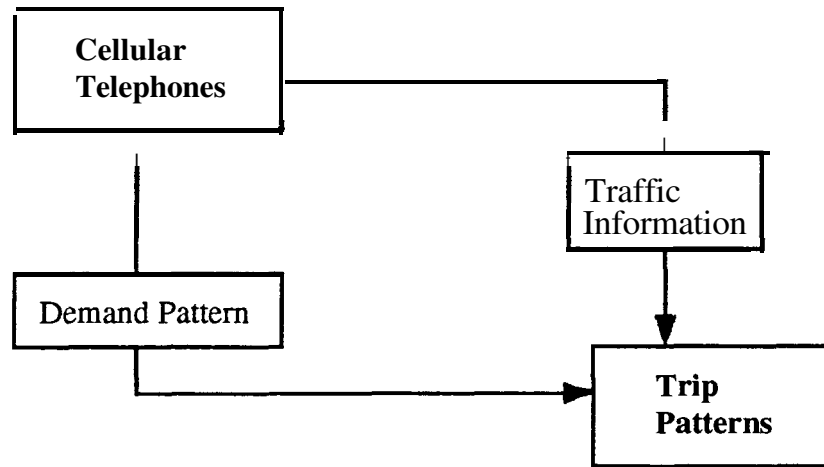 Cellular
Telephones
Traffic
Information
Demand Pattern
Trip
Patterns